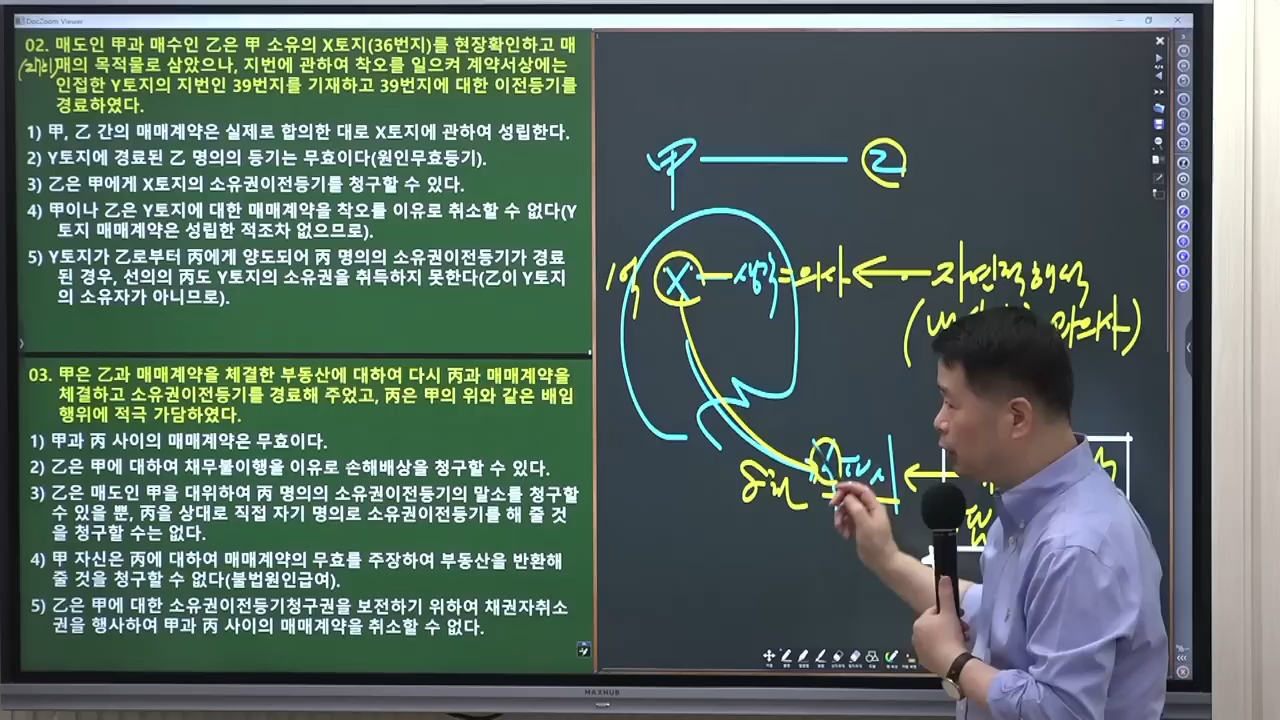 DocZoom Viewer
02. 매도인 甲과 매수인 乙은 甲 소유의 X토지(36번지)를 현장확인하고 매
매의 목적물로 삼았으나, 지번에 관하여 착오를 일으켜 계약서상에는
인접한 Y토지의 지번인 39번지를 기재하고 39번지에 대한 이전등기를
경료하였다.
1) 甲, 乙 간의 매매계약은 실제로 합의한 대로 X토지에 관하여 성립한다.
2) Y토지에 경료된 乙 명의의 등기는 무효이다(원인무효등기).
3) 乙은 甲에게 X토지의 소유권이전등기를 청구할 수 있다.
4) 甲이나 乙은 Y토지에 대한 매매계약을 착오를 이유로 취소할 수 없다(Y
토지 매매계약은 성립한 적조차 없으므로).
5) Y토지가 乙로부터 丙에게 양도되어 丙 명의의 소유권이전등기가 경료
된 경우, 선의의 丙도 Y토지의 소유권을 취득하지 못한다(乙이 Y토지
의 소유자가 아니므로).
03. 甲은 乙과 매매계약을 체결한 부동산에 대하여 다시 丙과 매매계약을
체결하고 소유권이전등기를 경료해 주었고, 丙은 甲의 위와 같은 배임
행위에 적극 가담하였다.
1) 甲과 丙 사이의 매매계약은 무효이다.
2) 乙은 甲에 대하여 채무불이행을 이유로 손해배상을 청구할 수 있다.
3) 乙은 매도인 甲을 대위하여 丙 명의의 소유권이전등기의 말소를 청구할
수 있을 뿐, 丙을 상대로 직접 자기 명의로 소유권이전등기를 해 줄 것
을 청구할 수는 없다.
4) 甲 자신은 丙에 대하여 매매계약의 무효를 주장하여 부동산을 반환해
줄 것을 청구할 수 없다(불법원인급여).
5) 乙은 甲에 대한 소유권이전등기청구권을 보전하기 위하여 채권자취소
권을 행사하여 甲과 丙 사이의 매매계약을 취소할 수 없다.
甲 乙
1억 X 생각=의사 ← 자연적 해석
8천
MAXHUB